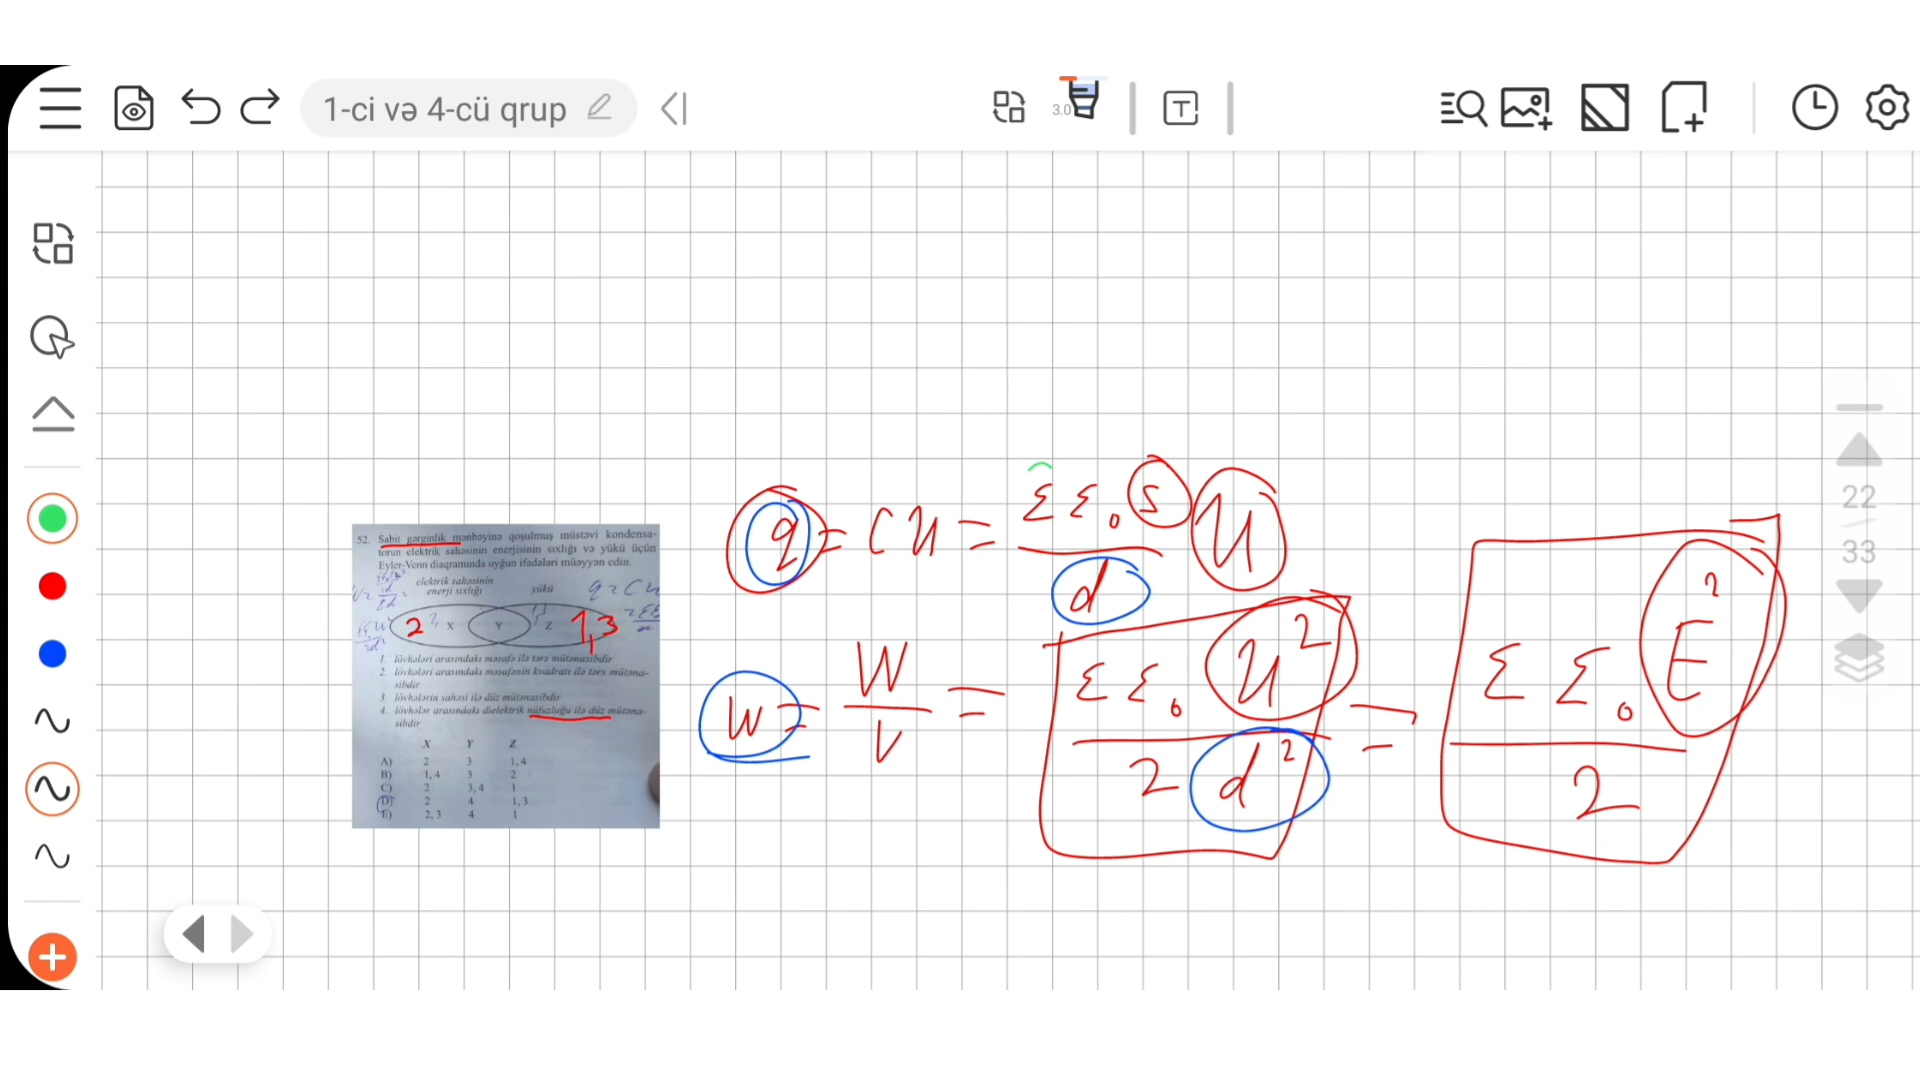 1-ci və 4-cü qrup
3.0
T
22
33
52. Sabit gərginlik mənbəyinə qoşulmuş müstəvi kondensa-
torun elektrik sahəsinin enerjisinin sıxlığı və yükü üçün
Eyler-Venn diaqramında uyğun ifadələri müəyyən edin.
elektrik sahəsinin yükü
enerji sıxlığı
q = CU
2 X Y Z 1,3
1. lövhələri arasındakı məsafə ilə tərs mütənasibdir
2. lövhələri arasındakı məsafənin kvadratı ilə tərs mütəna-
sibdir
3. lövhələrin sahəsi ilə düz mütənasibdir
4. lövhələr arasındakı dielektrik nüfuzluğu ilə düz mütəna-
sibdir
X Y Z
A) 2 3 1, 4
B) 1, 4 3 2
C) 2 3, 4 1
D) 2 4 1, 3
E) 2, 3 4 1
q = CU = εε₀SU / d
w = W / V = εε₀U² / 2d² = εε₀E² / 2